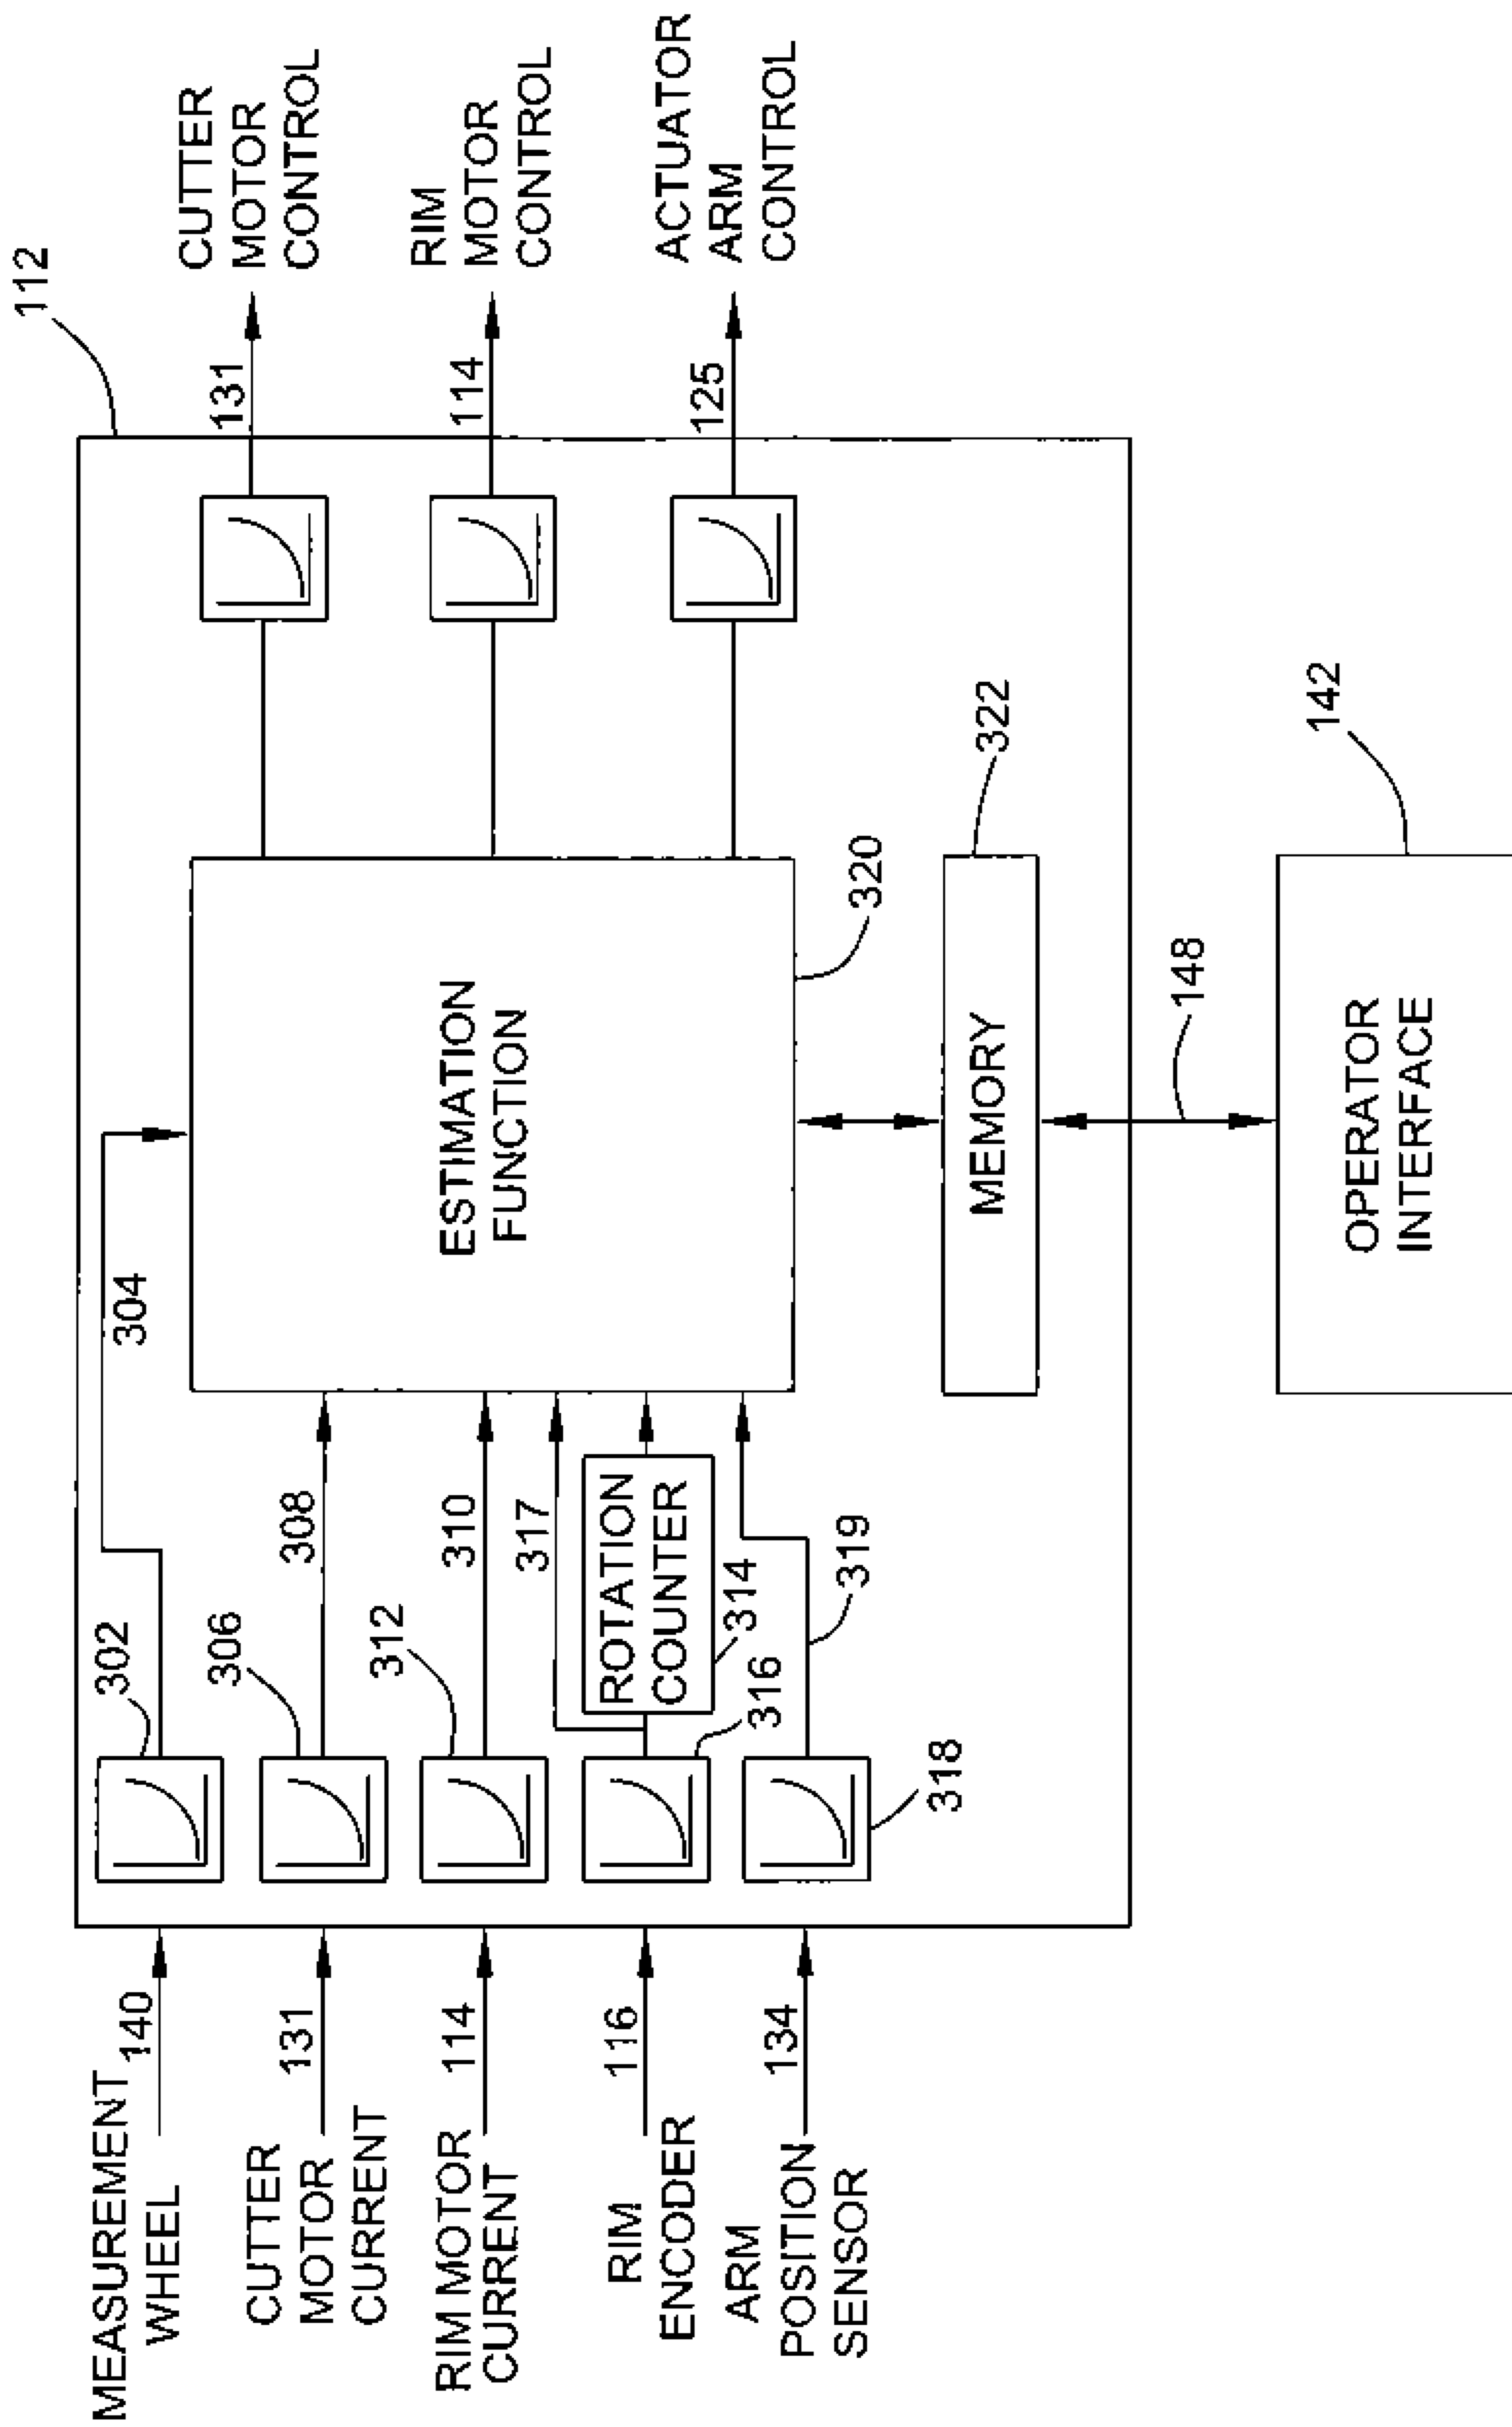 112
MEASUREMENT
WHEEL
140
302
304
131
CUTTER
MOTOR
CONTROL
CUTTER
MOTOR
CURRENT
131
306
308
RIM MOTOR
CURRENT
114
312
310
ESTIMATION
FUNCTION
114
RIM
MOTOR
CONTROL
317
RIM
ENCODER
116
316
ROTATION
COUNTER
314
125
ACTUATOR
ARM
CONTROL
ARM
POSITION
SENSOR
134
318
319
320
MEMORY
322
148
OPERATOR
INTERFACE
142